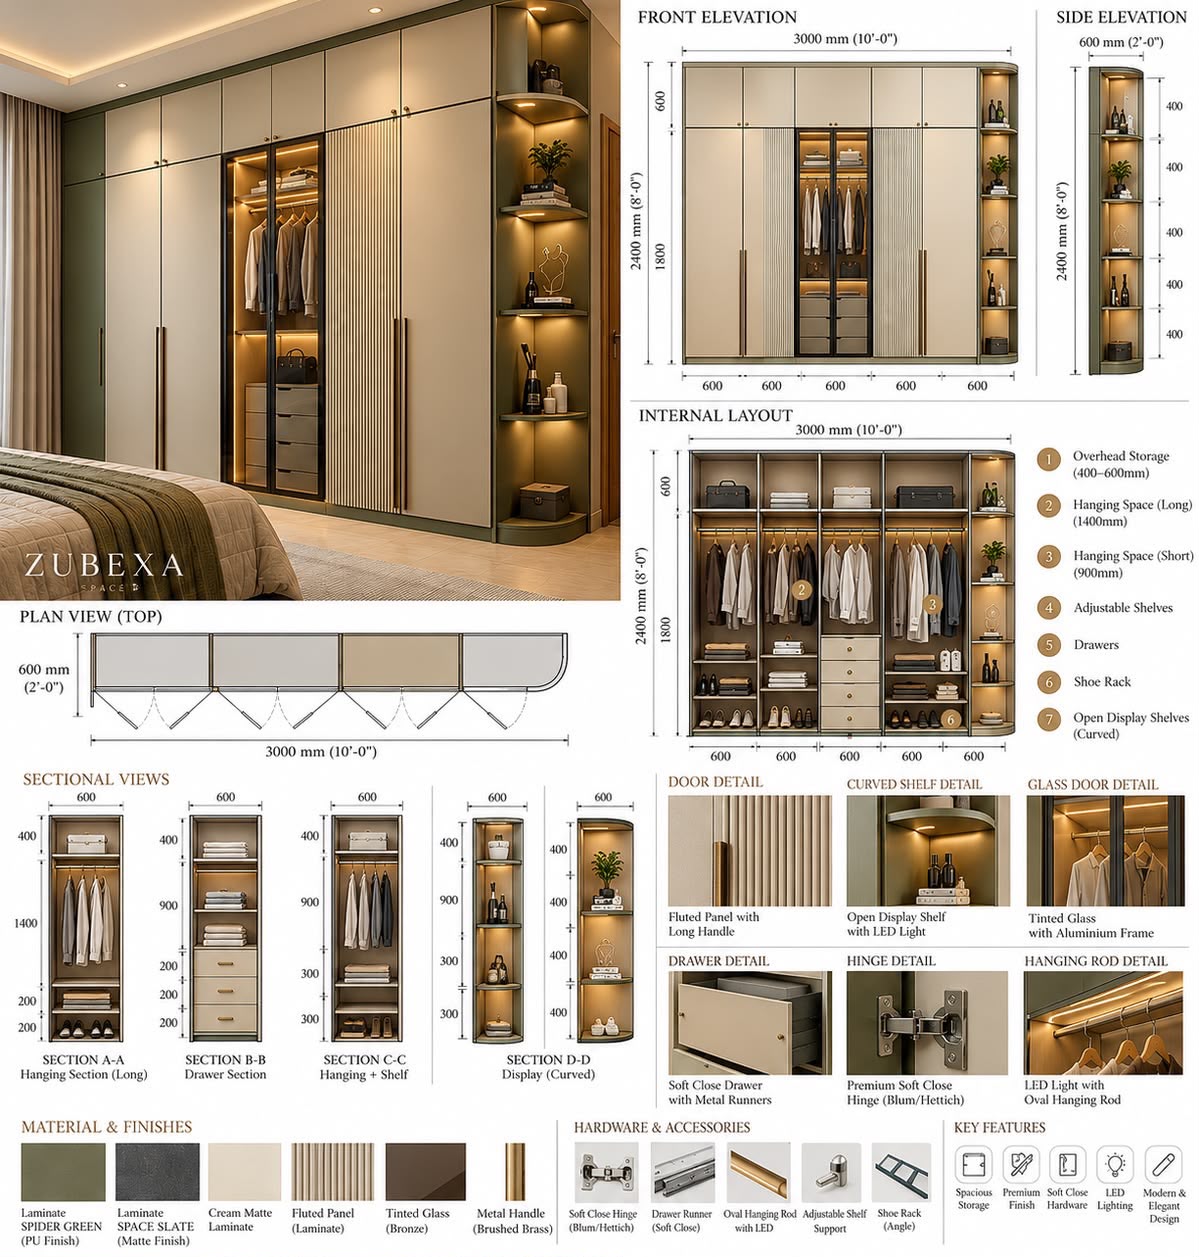 ZUBEXA
SPACE
FRONT ELEVATION
3000 mm (10'-0")
2400 mm (8'-0")
600
1800
600
600
600
600
600
SIDE ELEVATION
600 mm (2'-0")
2400 mm (8'-0")
400
400
400
400
INTERNAL LAYOUT
3000 mm (10'-0")
2400 mm (8'-0")
600
1800
2
3
6
600
600
600
600
600
1 Overhead Storage
(400–600mm)
2 Hanging Space (Long)
(1400mm)
3 Hanging Space (Short)
(900mm)
4 Adjustable Shelves
5 Drawers
6 Shoe Rack
7 Open Display Shelves
(Curved)
PLAN VIEW (TOP)
600 mm
(2'-0")
3000 mm (10'-0")
SECTIONAL VIEWS
600
400
1400
200
200
SECTION A-A
Hanging Section (Long)
600
400
900
200
200
200
SECTION B-B
Drawer Section
600
400
900
300
300
SECTION C-C
Hanging + Shelf
600
400
900
300
300
600
400
400
400
400
SECTION D-D
Display (Curved)
DOOR DETAIL
Fluted Panel with
Long Handle
CURVED SHELF DETAIL
Open Display Shelf
with LED Light
GLASS DOOR DETAIL
Tinted Glass
with Aluminium Frame
DRAWER DETAIL
Soft Close Drawer
with Metal Runners
HINGE DETAIL
Premium Soft Close
Hinge (Blum/Hettich)
HANGING ROD DETAIL
LED Light with
Oval Hanging Rod
MATERIAL & FINISHES
Laminate
SPIDER GREEN
(PU Finish)
Laminate
SPACE SLATE
(Matte Finish)
Cream Matte
Laminate
Fluted Panel
(Laminate)
Tinted Glass
(Bronze)
Metal Handle
(Brushed Brass)
HARDWARE & ACCESSORIES
Soft Close Hinge
(Blum/Hettich)
Drawer Runner
(Soft Close)
Oval Hanging Rod
with LED
Adjustable Shelf
Support
Shoe Rack
(Angle)
KEY FEATURES
Spacious
Storage
Premium
Finish
Soft Close
Hardware
LED
Lighting
Modern &
Elegant
Design